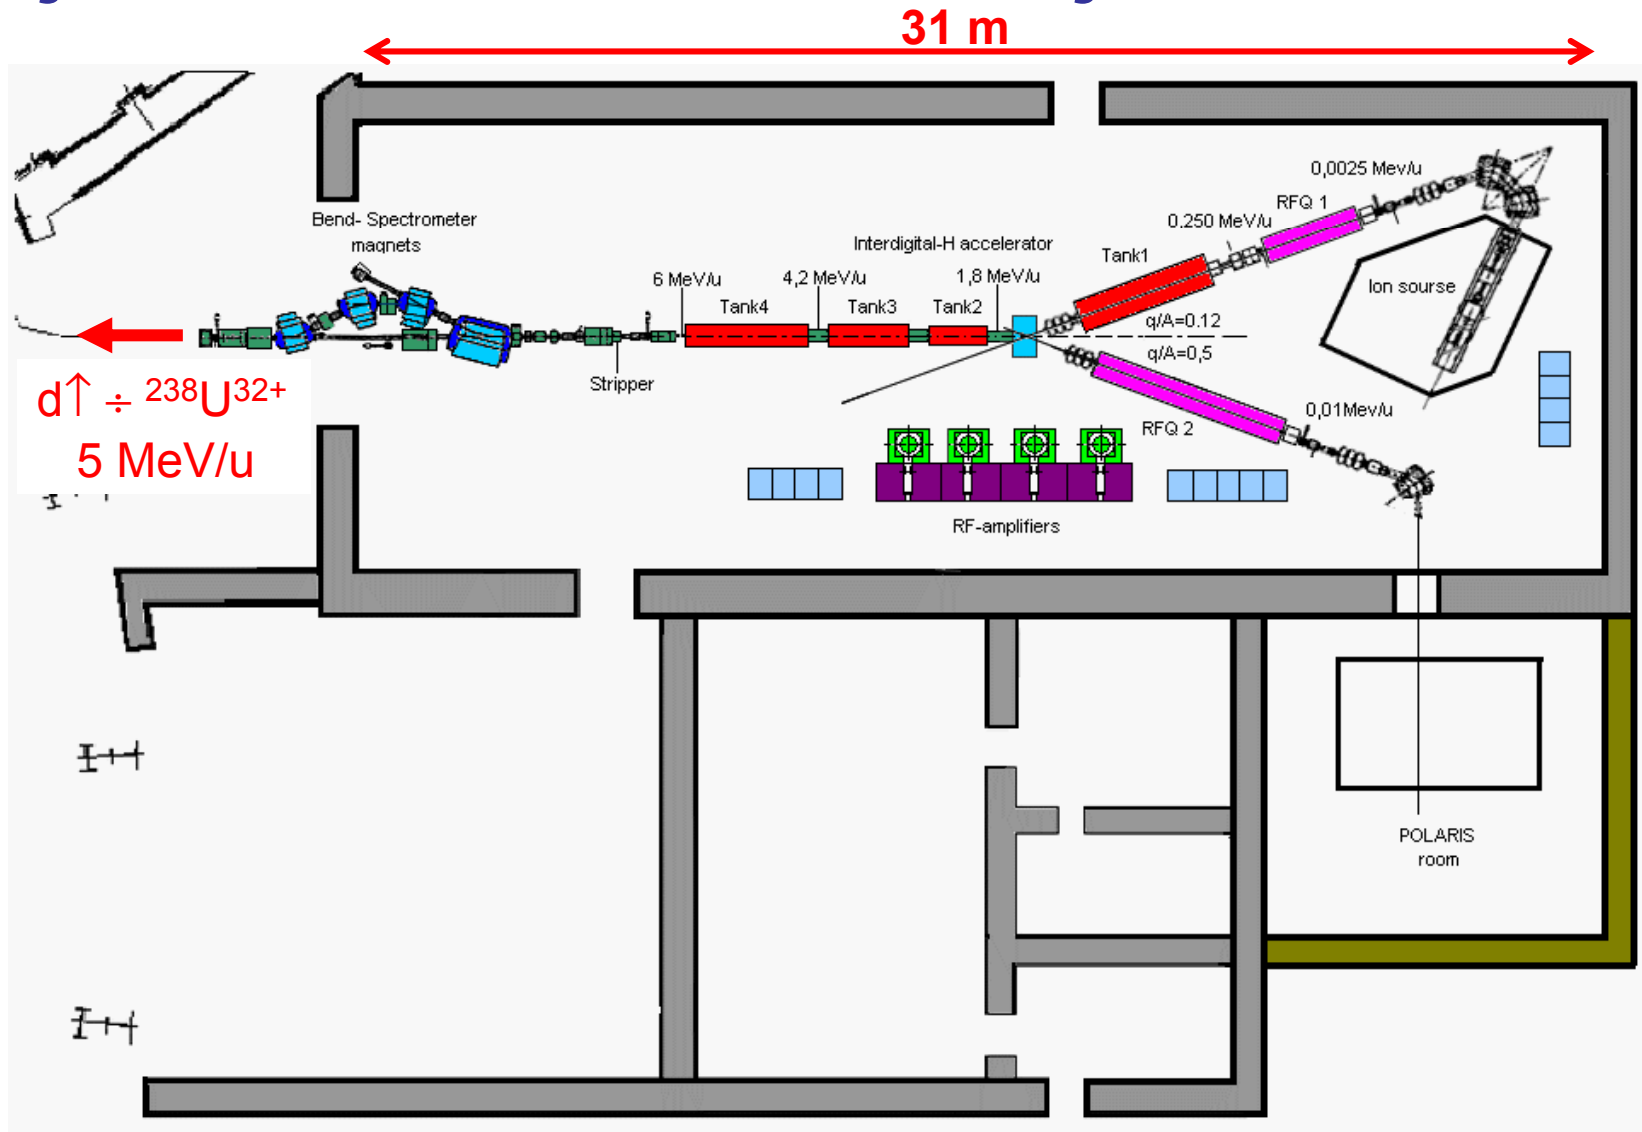 31 m
0,0025 Mev/u
RFQ 1
0.250 MeV/u
Bend- Spectrometer
magnets
Interdigital-H accelerator
Tank1
6 MeV/u
4,2 MeV/u
1,8 MeV/u
Ion sourse
Tank4
Tank3
Tank2
q/A=0.12
q/A=0,5
Stripper
d↑ ÷ ²³⁸U³²⁺
5 MeV/u
0,01Mev/u
RFQ 2
RF-amplifiers
POLARIS
room